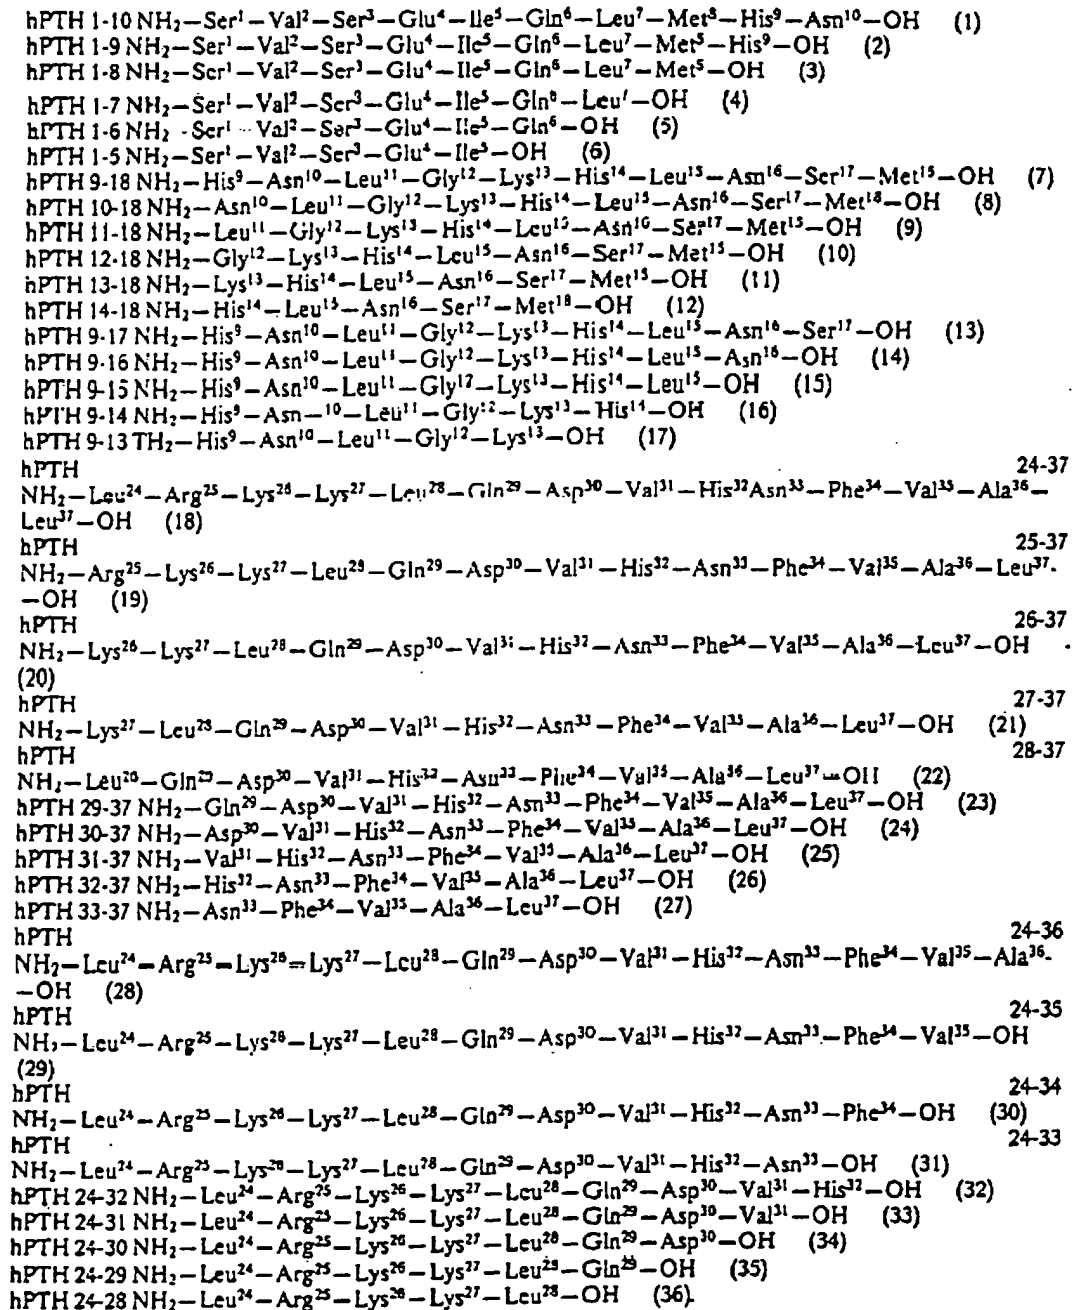 hPTH 1-10 NH₂–Ser¹–Val²–Ser³–Glu⁴–Ile⁵–Gln⁶–Leu⁷–Met⁸–His⁹–Asn¹⁰–OH (1)
hPTH 1-9 NH₂–Ser¹–Val²–Ser³–Glu⁴–Ile⁵–Gln⁶–Leu⁷–Met⁸–His⁹–OH (2)
hPTH 1-8 NH₂–Ser¹–Val²–Ser³–Glu⁴–Ile⁵–Gln⁶–Leu⁷–Met⁸–OH (3)
hPTH 1-7 NH₂–Ser¹–Val²–Ser³–Glu⁴–Ile⁵–Gln⁶–Leu⁷–OH (4)
hPTH 1-6 NH₂–Ser¹–Val²–Ser³–Glu⁴–Ile⁵–Gln⁶–OH (5)
hPTH 1-5 NH₂–Ser¹–Val²–Ser³–Glu⁴–Ile⁵–OH (6)
hPTH 9-18 NH₂–His⁹–Asn¹⁰–Leu¹¹–Gly¹²–Lys¹³–His¹⁴–Leu¹⁵–Asn¹⁶–Ser¹⁷–Met¹⁸–OH (7)
hPTH 10-18 NH₂–Asn¹⁰–Leu¹¹–Gly¹²–Lys¹³–His¹⁴–Leu¹⁵–Asn¹⁶–Ser¹⁷–Met¹⁸–OH (8)
hPTH 11-18 NH₂–Leu¹¹–Gly¹²–Lys¹³–His¹⁴–Leu¹⁵–Asn¹⁶–Ser¹⁷–Met¹⁸–OH (9)
hPTH 12-18 NH₂–Gly¹²–Lys¹³–His¹⁴–Leu¹⁵–Asn¹⁶–Ser¹⁷–Met¹⁸–OH (10)
hPTH 13-18 NH₂–Lys¹³–His¹⁴–Leu¹⁵–Asn¹⁶–Ser¹⁷–Met¹⁸–OH (11)
hPTH 14-18 NH₂–His¹⁴–Leu¹⁵–Asn¹⁶–Ser¹⁷–Met¹⁸–OH (12)
hPTH 9-17 NH₂–His⁹–Asn¹⁰–Leu¹¹–Gly¹²–Lys¹³–His¹⁴–Leu¹⁵–Asn¹⁶–Ser¹⁷–OH (13)
hPTH 9-16 NH₂–His⁹–Asn¹⁰–Leu¹¹–Gly¹²–Lys¹³–His¹⁴–Leu¹⁵–Asn¹⁶–OH (14)
hPTH 9-15 NH₂–His⁹–Asn¹⁰–Leu¹¹–Gly¹²–Lys¹³–His¹⁴–Leu¹⁵–OH (15)
hPTH 9-14 NH₂–His⁹–Asn–¹⁰–Leu¹¹–Gly¹²–Lys¹³–His¹⁴–OH (16)
hPTH 9-13 TH₂–His⁹–Asn¹⁰–Leu¹¹–Gly¹²–Lys¹³–OH (17)
hPTH 24-37
NH₂–Leu²⁴–Arg²⁵–Lys²⁶–Lys²⁷–Leu²⁸–Gln²⁹–Asp³⁰–Val³¹–His³²Asn³³–Phe³⁴–Val³⁵–Ala³⁶–
Leu³⁷–OH (18)
hPTH 25-37
NH₂–Arg²⁵–Lys²⁶–Lys²⁷–Leu²⁸–Gln²⁹–Asp³⁰–Val³¹–His³²–Asn³³–Phe³⁴–Val³⁵–Ala³⁶–Leu³⁷-
–OH (19)
hPTH 26-37
NH₂–Lys²⁶–Lys²⁷–Leu²⁸–Gln²⁹–Asp³⁰–Val³¹–His³²–Asn³³–Phe³⁴–Val³⁵–Ala³⁶–Leu³⁷–OH
(20)
hPTH 27-37
NH₂–Lys²⁷–Leu²⁸–Gln²⁹–Asp³⁰–Val³¹–His³²–Asn³³–Phe³⁴–Val³⁵–Ala³⁶–Leu³⁷–OH (21)
hPTH 28-37
NH₂–Leu²⁸–Gln²⁹–Asp³⁰–Val³¹–His³²–Asn³³–Phe³⁴–Val³⁵–Ala³⁶–Leu³⁷–OH (22)
hPTH 29-37 NH₂–Gln²⁹–Asp³⁰–Val³¹–His³²–Asn³³–Phe³⁴–Val³⁵–Ala³⁶–Leu³⁷–OH (23)
hPTH 30-37 NH₂–Asp³⁰–Val³¹–His³²–Asn³³–Phe³⁴–Val³⁵–Ala³⁶–Leu³⁷–OH (24)
hPTH 31-37 NH₂–Val³¹–His³²–Asn³³–Phe³⁴–Val³⁵–Ala³⁶–Leu³⁷–OH (25)
hPTH 32-37 NH₂–His³²–Asn³³–Phe³⁴–Val³⁵–Ala³⁶–Leu³⁷–OH (26)
hPTH 33-37 NH₂–Asn³³–Phe³⁴–Val³⁵–Ala³⁶–Leu³⁷–OH (27)
hPTH 24-36
NH₂–Leu²⁴–Arg²⁵–Lys²⁶–Lys²⁷–Leu²⁸–Gln²⁹–Asp³⁰–Val³¹–His³²–Asn³³–Phe³⁴–Val³⁵–Ala³⁶-
–OH (28)
hPTH 24-35
NH₂–Leu²⁴–Arg²⁵–Lys²⁶–Lys²⁷–Leu²⁸–Gln²⁹–Asp³⁰–Val³¹–His³²–Asn³³–Phe³⁴–Val³⁵–OH
(29)
hPTH 24-34
NH₂–Leu²⁴–Arg²⁵–Lys²⁶–Lys²⁷–Leu²⁸–Gln²⁹–Asp³⁰–Val³¹–His³²–Asn³³–Phe³⁴–OH (30)
hPTH 24-33
NH₂–Leu²⁴–Arg²⁵–Lys²⁶–Lys²⁷–Leu²⁸–Gln²⁹–Asp³⁰–Val³¹–His³²–Asn³³–OH (31)
hPTH 24-32 NH₂–Leu²⁴–Arg²⁵–Lys²⁶–Lys²⁷–Leu²⁸–Gln²⁹–Asp³⁰–Val³¹–His³²–OH (32)
hPTH 24-31 NH₂–Leu²⁴–Arg²⁵–Lys²⁶–Lys²⁷–Leu²⁸–Gln²⁹–Asp³⁰–Val³¹–OH (33)
hPTH 24-30 NH₂–Leu²⁴–Arg²⁵–Lys²⁶–Lys²⁷–Leu²⁸–Gln²⁹–Asp³⁰–OH (34)
hPTH 24-29 NH₂–Leu²⁴–Arg²⁵–Lys²⁶–Lys²⁷–Leu²⁸–Gln²⁹–OH (35)
hPTH 24-28 NH₂–Leu²⁴–Arg²⁵–Lys²⁶–Lys²⁷–Leu²⁸–OH (36).